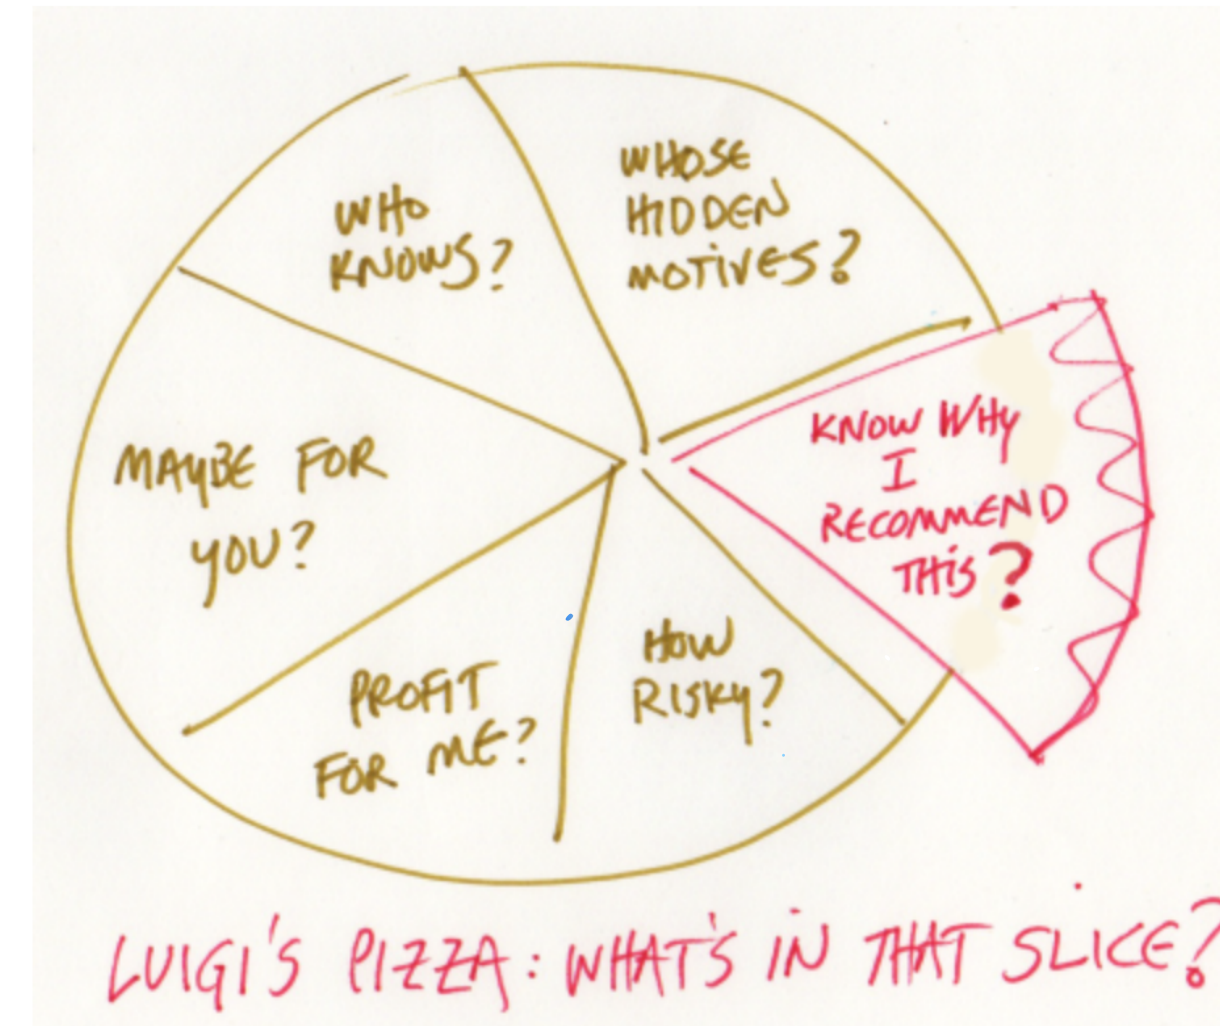 WHO
KNOWS?
WHOSE
HIDDEN
MOTIVES?
KNOW WHY
I
RECOMMEND
THIS?
HOW
RISKY?
PROFIT
FOR ME?
MAYBE FOR
YOU?
LUIGI'S PIZZA: WHAT'S IN THAT SLICE?